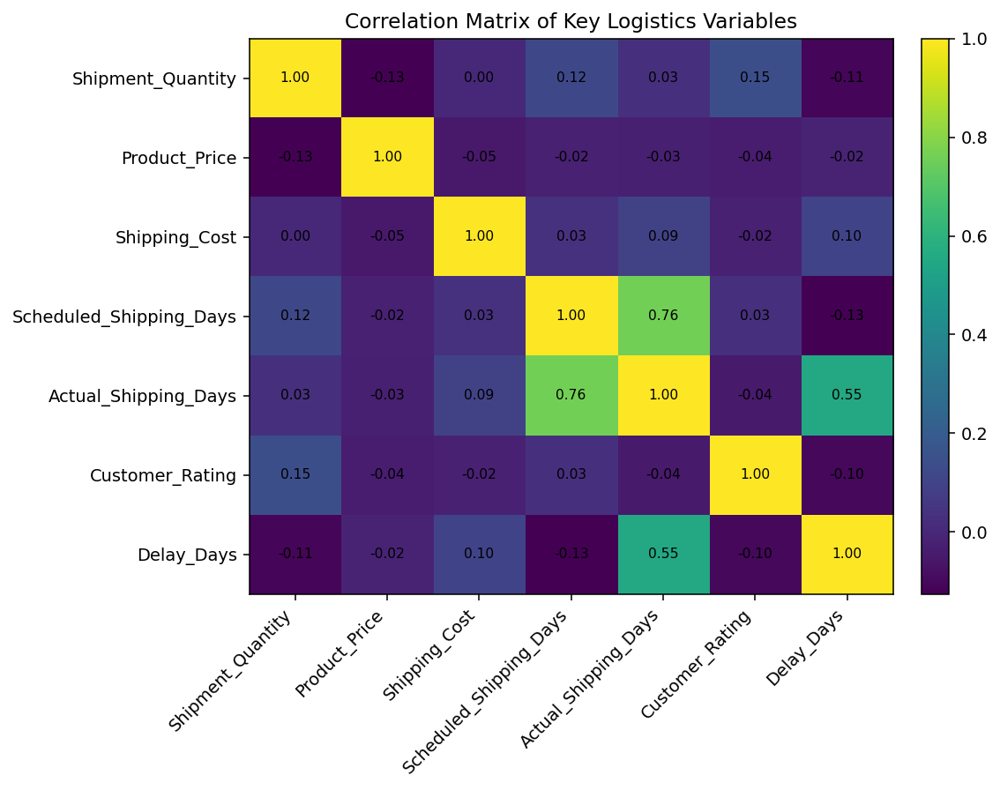 Correlation Matrix of Key Logistics Variables
Shipment_Quantity 1.00 -0.13 0.00 0.12 0.03 0.15 -0.11
Product_Price -0.13 1.00 -0.05 -0.02 -0.03 -0.04 -0.02
Shipping_Cost 0.00 -0.05 1.00 0.03 0.09 -0.02 0.10
Scheduled_Shipping_Days 0.12 -0.02 0.03 1.00 0.76 0.03 -0.13
Actual_Shipping_Days 0.03 -0.03 0.09 0.76 1.00 -0.04 0.55
Customer_Rating 0.15 -0.04 -0.02 0.03 -0.04 1.00 -0.10
Delay_Days -0.11 -0.02 0.10 -0.13 0.55 -0.10 1.00
Shipment_Quantity
Product_Price
Shipping_Cost
Scheduled_Shipping_Days
Actual_Shipping_Days
Customer_Rating
Delay_Days
1.0
0.8
0.6
0.4
0.2
0.0